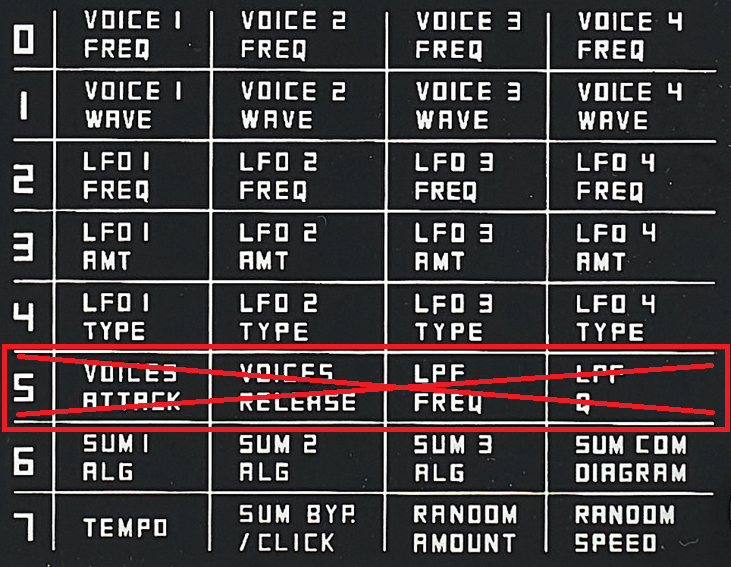 0 VOICE 1 FREQ VOICE 2 FREQ VOICE 3 FREQ VOICE 4 FREQ
1 VOICE 1 WAVE VOICE 2 WAVE VOICE 3 WAVE VOICE 4 WAVE
2 LFO 1 FREQ LFO 2 FREQ LFO 3 FREQ LFO 4 FREQ
3 LFO 1 AMT LFO 2 AMT LFO 3 AMT LFO 4 AMT
4 LFO 1 TYPE LFO 2 TYPE LFO 3 TYPE LFO 4 TYPE
5 VOICES ATTACK VOICES RELEASE LPF FREQ LPF Q
6 SUM 1 ALG SUM 2 ALG SUM 3 ALG SUM COM DIAGRAM
7 TEMPO SUM BYP. /CLICK RANDOM AMOUNT RANDOM SPEED